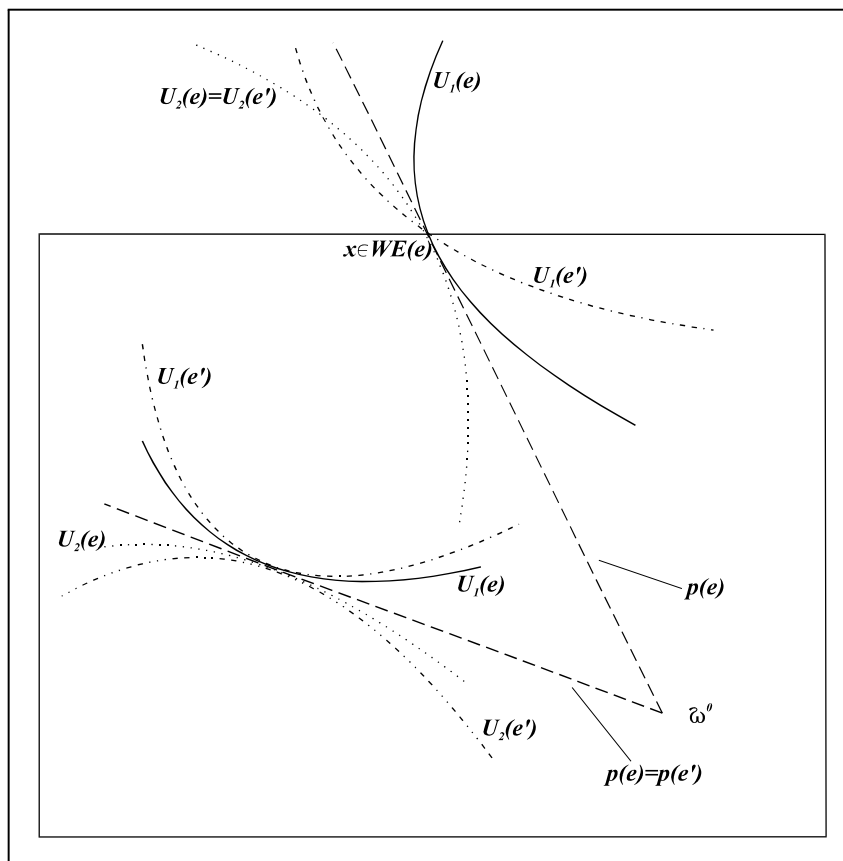 U₁(e)
U₂(e)=U₂(e')
x∈WE(e)
U₁(e')
U₁(e')
U₂(e)
U₁(e)
p(e)
ω⁰
U₂(e')
p(e)=p(e')